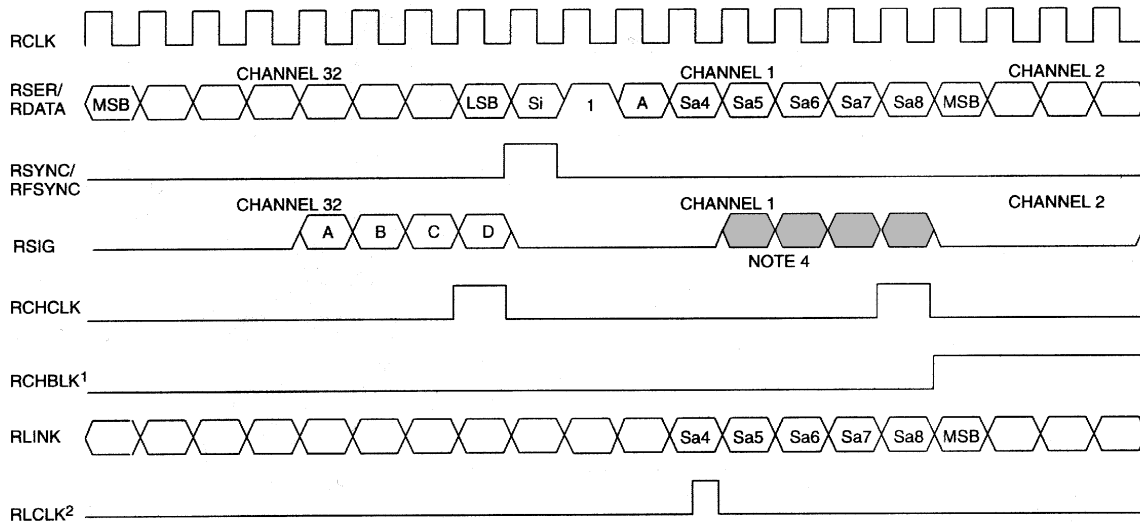 RCLK
CHANNEL 32 CHANNEL 1 CHANNEL 2
RSER/
RDATA
MSB LSB Si 1 A Sa4 Sa5 Sa6 Sa7 Sa8 MSB
RSYNC/
RFSYNC
CHANNEL 32 CHANNEL 1 CHANNEL 2
RSIG A B C D
NOTE 4
RCHCLK
RCHBLK1
RLINK Sa4 Sa5 Sa6 Sa7 Sa8 MSB
RLCLK2